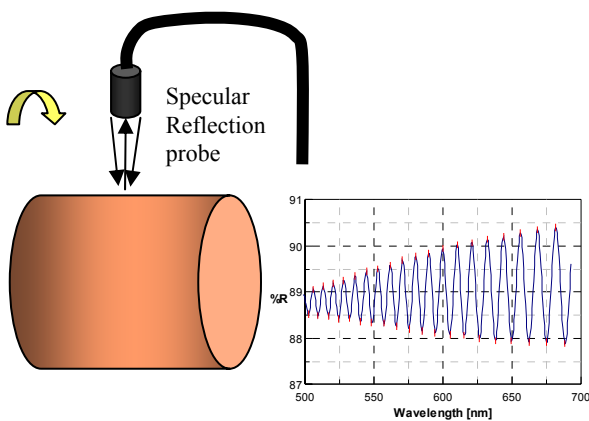 Specular
Reflection
probe
91
90
89
88
87
%R
500
550
600
650
700
Wavelength [nm]